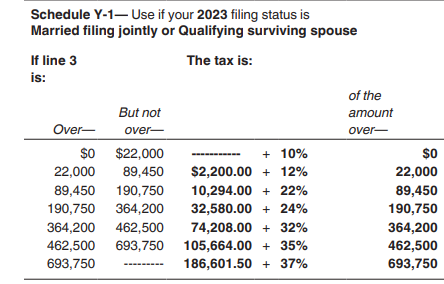 Schedule Y-1— Use if your 2023 filing status is
Married filing jointly or Qualifying surviving spouse
If line 3 The tax is:
is:
of the
But not amount
Over— over— over—
$0 $22,000 ----------- + 10% $0
22,000 89,450 $2,200.00 + 12% 22,000
89,450 190,750 10,294.00 + 22% 89,450
190,750 364,200 32,580.00 + 24% 190,750
364,200 462,500 74,208.00 + 32% 364,200
462,500 693,750 105,664.00 + 35% 462,500
693,750 --------- 186,601.50 + 37% 693,750